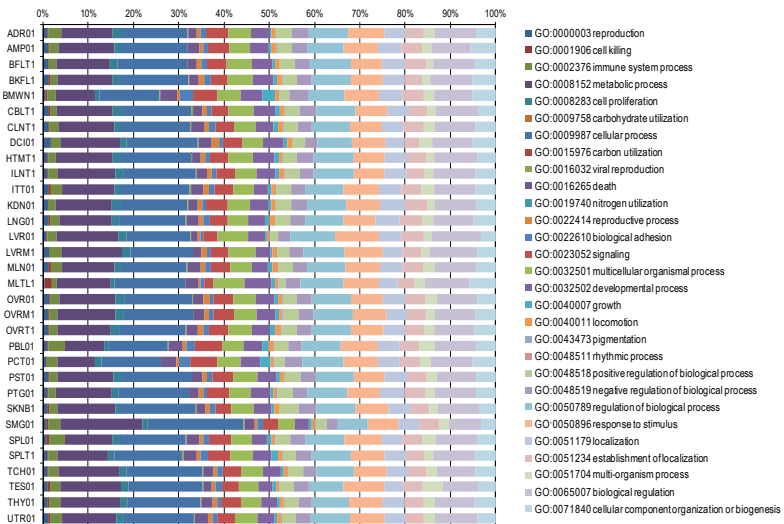 0% 10% 20% 30% 40% 50% 60% 70% 80% 90% 100%
ADR01
AMP01
BFLT1
BKFL1
BMWN1
CBLT1
CLNT1
DCI01
HTMT1
ILNT1
ITT01
KDN01
LNG01
LVR01
LVRM1
MLN01
MLTL1
OVR01
OVRM1
OVRT1
PBL01
PCT01
PST01
PTG01
SKNB1
SMG01
SPL01
SPLT1
TCH01
TES01
THY01
UTR01
GO:0000003 reproduction
GO:0001906 cell killing
GO:0002376 immune system process
GO:0008152 metabolic process
GO:0008283 cell proliferation
GO:0009758 carbohydrate utilization
GO:0009987 cellular process
GO:0015976 carbon utilization
GO:0016032 viral reproduction
GO:0016265 death
GO:0019740 nitrogen utilization
GO:0022414 reproductive process
GO:0022610 biological adhesion
GO:0023052 signaling
GO:0032501 multicellular organismal process
GO:0032502 developmental process
GO:0040007 growth
GO:0040011 locomotion
GO:0043473 pigmentation
GO:0048511 rhythmic process
GO:0048518 positive regulation of biological process
GO:0048519 negative regulation of biological process
GO:0050789 regulation of biological process
GO:0050896 response to stimulus
GO:0051179 localization
GO:0051234 establishment of localization
GO:0051704 multi-organism process
GO:0065007 biological regulation
GO:0071840 cellular component organization or biogenesis